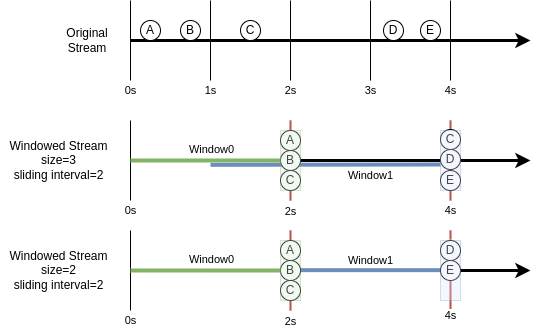 Original
Stream
A
B
C
D
E
0s
1s
2s
3s
4s
Windowed Stream
size=3
sliding interval=2
Window0
A
B
C
Window1
C
D
E
0s
2s
4s
Windowed Stream
size=2
sliding interval=2
Window0
A
B
C
Window1
D
E
0s
2s
4s